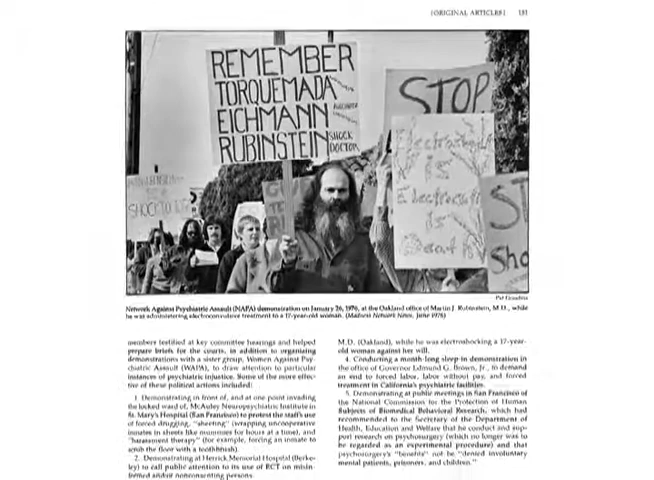 [ORIGINAL ARTICLES] 151
REMEMBER
TORQUEMADA
EICHMANN
RUBINSTEIN
SHOCK
DOCTOR
STOP
Electroshock
is
Electrocution
is
Death
SHOCK
ST
Sho
Network Against Psychiatric Assault (NAPA) demonstration on January 26, 1976, at the Oakland office of Martin J. Rubinstein, M.D., while
he was administering electroconvulsive treatment to a 17-year-old woman. (Madness Network News, June 1976)
members testified at key committee hearings and helped
prepare briefs for the courts, in addition to organizing
demonstrations with a sister group, Women Against Psy-
chiatric Assault (WAPA), to draw attention to particular
instances of psychiatric injustice. Some of the more effec-
tive of these political actions included:
1. Demonstrating in front of, and at one point invading
the locked ward of, McAuley Neuropsychiatric Institute in
St. Mary's Hospital (San Francisco) to protest the staff's use
of forced drugging, "sheeting" (wrapping uncooperative
inmates in sheets like mummies for hours at a time), and
"harassment therapy" (for example, forcing an inmate to
scrub the floor with a toothbrush).
2. Demonstrating at Herrick Memorial Hospital (Berke-
ley) to call public attention to its use of ECT on misin-
formed and/or nonconsenting persons.
M.D. (Oakland), while he was electroshocking a 17-year-
old woman against her will.
4. Conducting a month-long sleep-in demonstration in
the office of Governor Edmund G. Brown, Jr., to demand
an end to forced labor, labor without pay, and forced
treatment in California's psychiatric facilities.
5. Demonstrating at public meetings in San Francisco of
the National Commission for the Protection of Human
Subjects of Biomedical Behavioral Research, which had
recommended to the Secretary of the Department of
Health, Education and Welfare that he conduct and sup-
port research on psychosurgery (which no longer was to
be regarded as an experimental procedure) and that
psychosurgery's "benefits" not be "denied involuntary
mental patients, prisoners, and children."